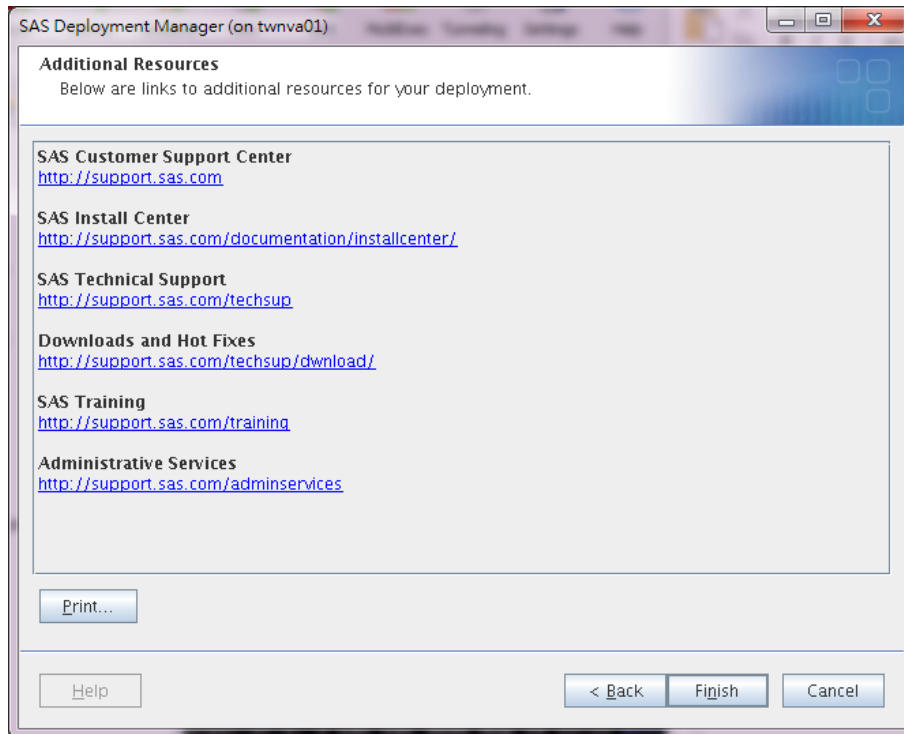 SAS Deployment Manager (on twnva01)
Additional Resources
Below are links to additional resources for your deployment.
SAS Customer Support Center
http://support.sas.com
SAS Install Center
http://support.sas.com/documentation/installcenter/
SAS Technical Support
http://support.sas.com/techsup
Downloads and Hot Fixes
http://support.sas.com/techsup/dwnload/
SAS Training
http://support.sas.com/training
Administrative Services
http://support.sas.com/adminservices
Print...
Help
< Back
Finish
Cancel